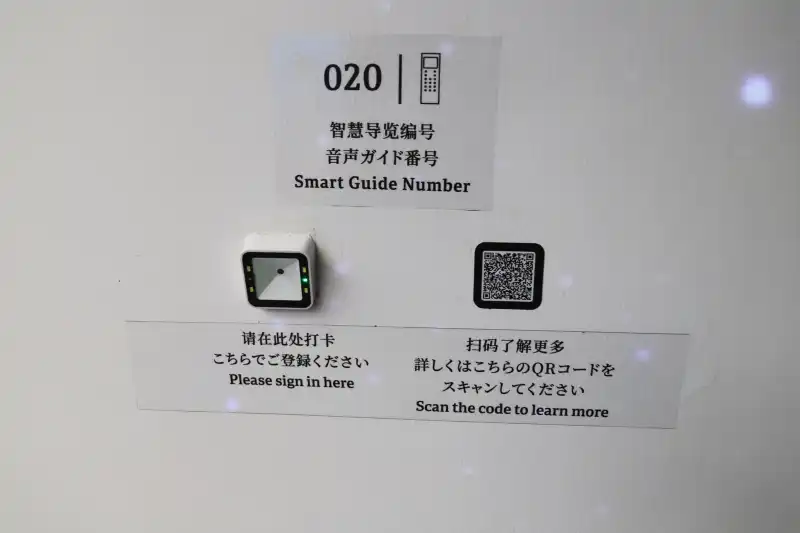 020
智慧导览编号
音声ガイド番号
Smart Guide Number
请在此处打卡
こちらでご登録ください
Please sign in here
扫码了解更多
詳しくはこちらのQRコードを
スキャンしてください
Scan the code to learn more